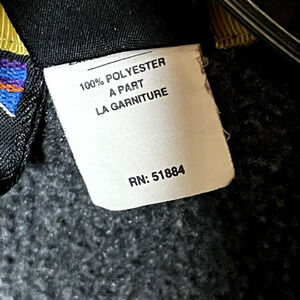 100% POLYESTER
A PART
LA GARNITURE
RN: 51884